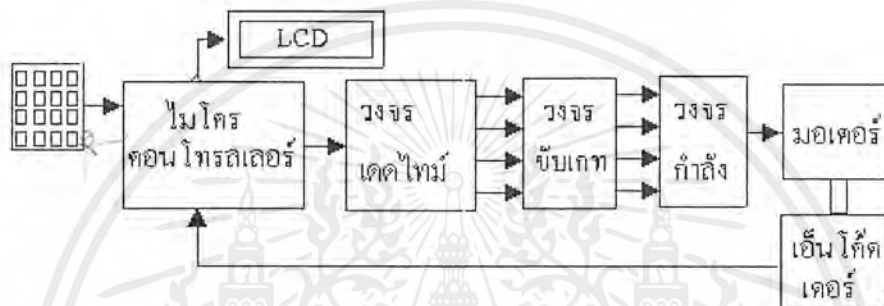 LCD
ไมโคร
คอนโทรลเลอร์
วงจร
เดดไทม์
วงจร
ขับเกท
วงจร
กำลัง
มอเตอร์
เอ็นโค๊ด
เดอร์